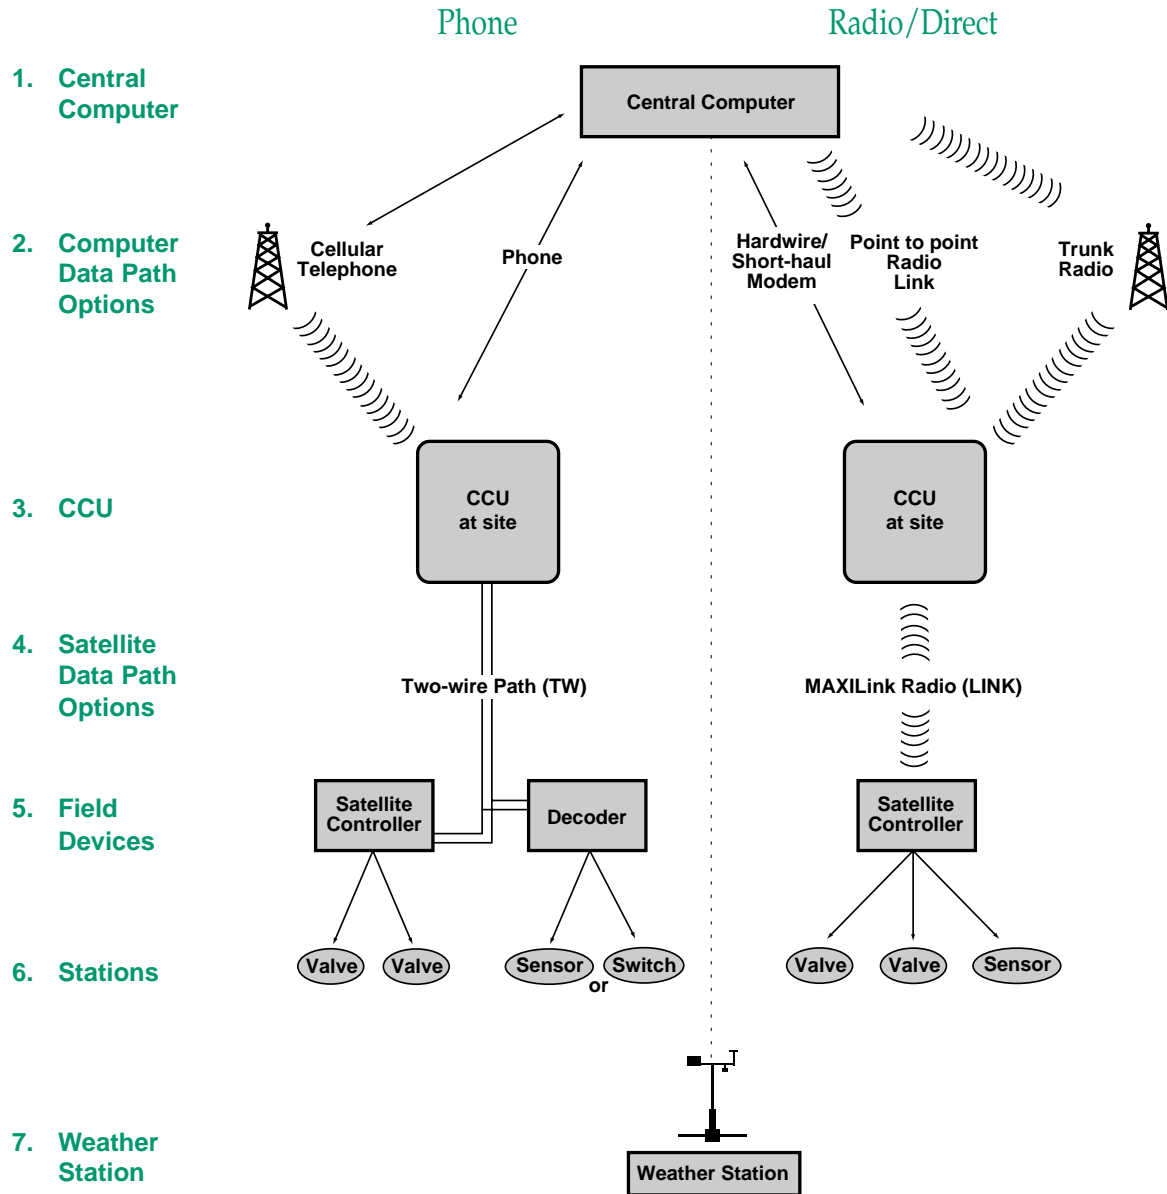 Phone
Radio/Direct
1. Central
Computer
Central Computer
2. Computer
Data Path
Options
Cellular
Telephone
Phone
Hardwire/
Short-haul
Modem
Point to point
Radio
Link
Trunk
Radio
3. CCU
CCU
at site
CCU
at site
4. Satellite
Data Path
Options
Two-wire Path (TW)
MAXILink Radio (LINK)
5. Field
Devices
Satellite
Controller
Decoder
Satellite
Controller
6. Stations
Valve
Valve
Sensor
or
Switch
Valve
Valve
Sensor
7. Weather
Station
Weather Station